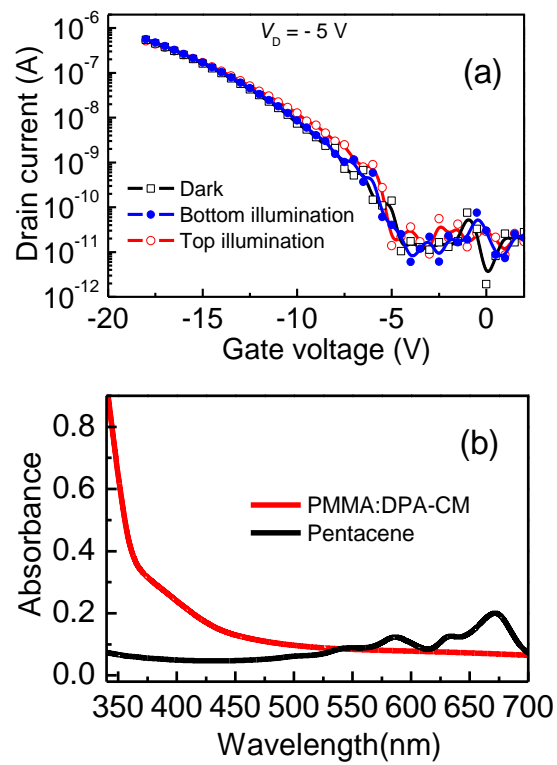 V_D = - 5 V
(a)
Drain current (A)
10^-6
10^-7
10^-8
10^-9
10^-10
10^-11
10^-12
Dark
Bottom illumination
Top illumination
-20 -15 -10 -5 0
Gate voltage (V)
(b)
Absorbance
0.8
0.6
0.4
0.2
0.0
PMMA:DPA-CM
Pentacene
350 400 450 500 550 600 650 700
Wavelength(nm)